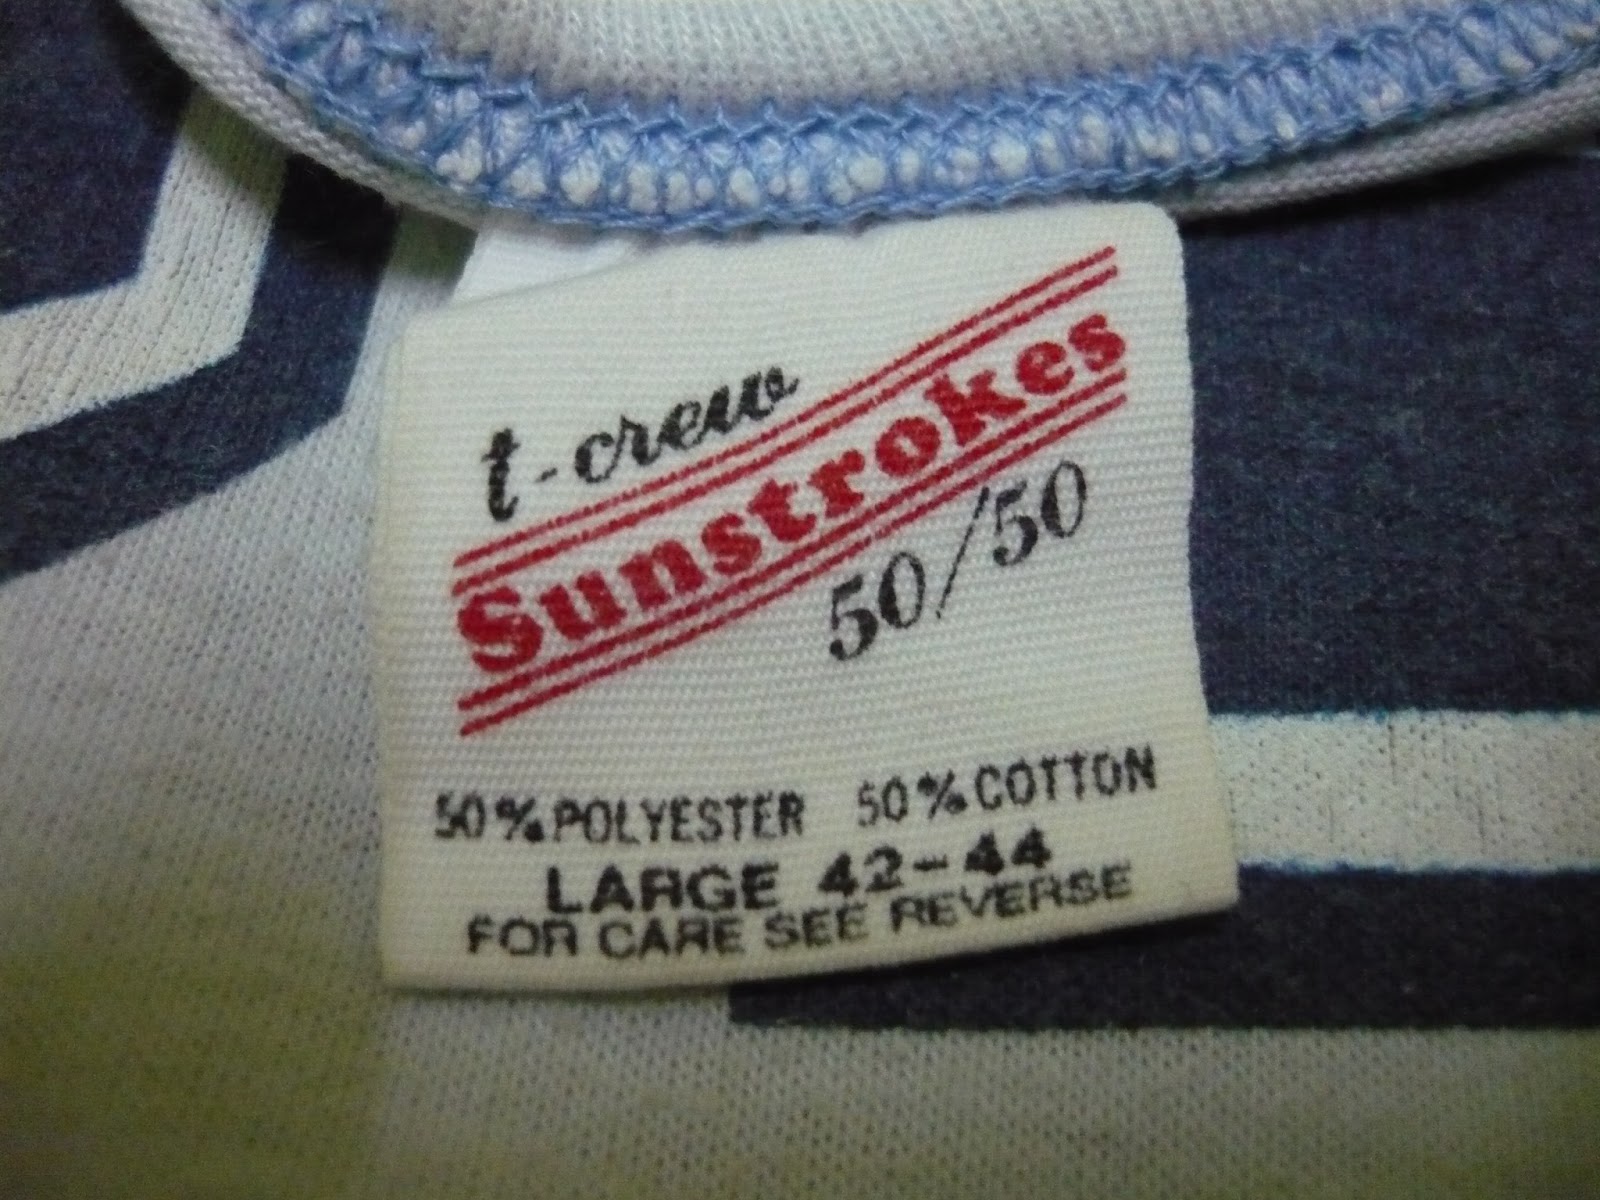 t-crew
Sunstrokes
50/50
50% POLYESTER 50% COTTON
LARGE 42-44
FOR CARE SEE REVERSE